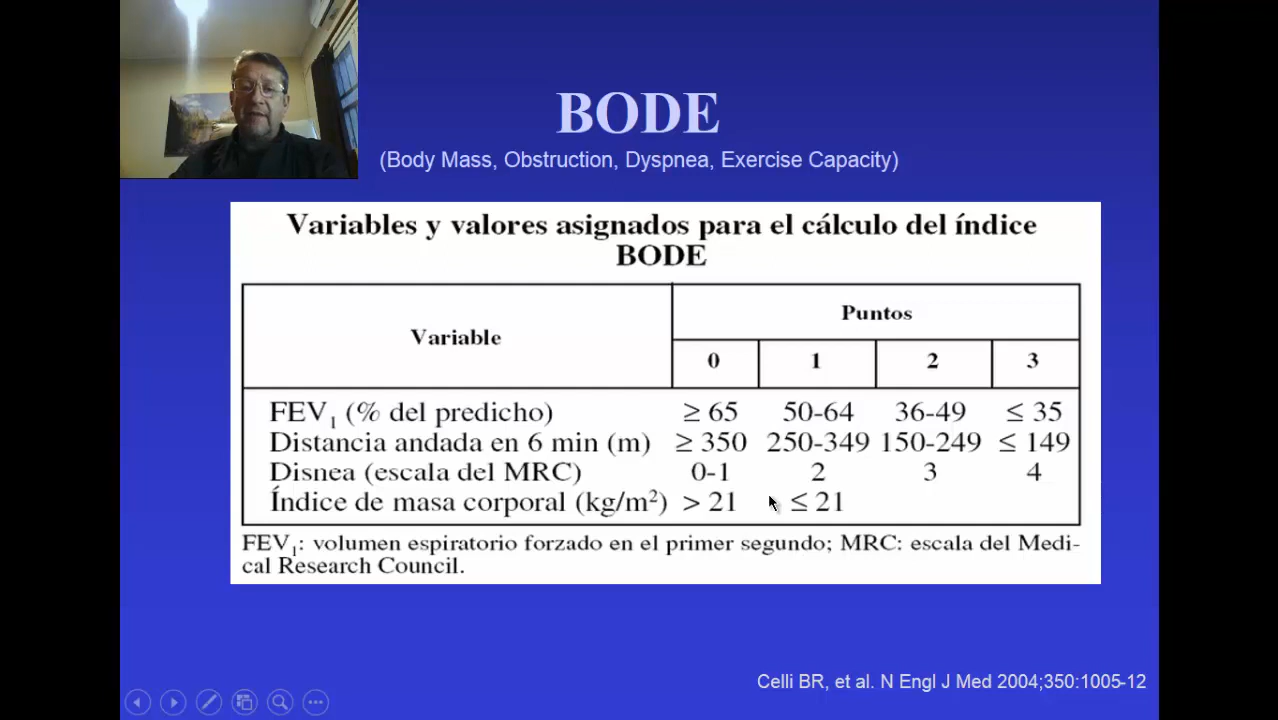 BODE
(Body Mass, Obstruction, Dyspnea, Exercise Capacity)
Variables y valores asignados para el cálculo del índice
BODE
Variable
Puntos
0 1 2 3
FEV₁ (% del predicho) ≥ 65 50-64 36-49 ≤ 35
Distancia andada en 6 min (m) ≥ 350 250-349 150-249 ≤ 149
Disnea (escala del MRC) 0-1 2 3 4
Índice de masa corporal (kg/m²) > 21 ≤ 21
FEV₁: volumen espiratorio forzado en el primer segundo; MRC: escala del Medi-
cal Research Council.
Celli BR, et al. N Engl J Med 2004;350:1005-12